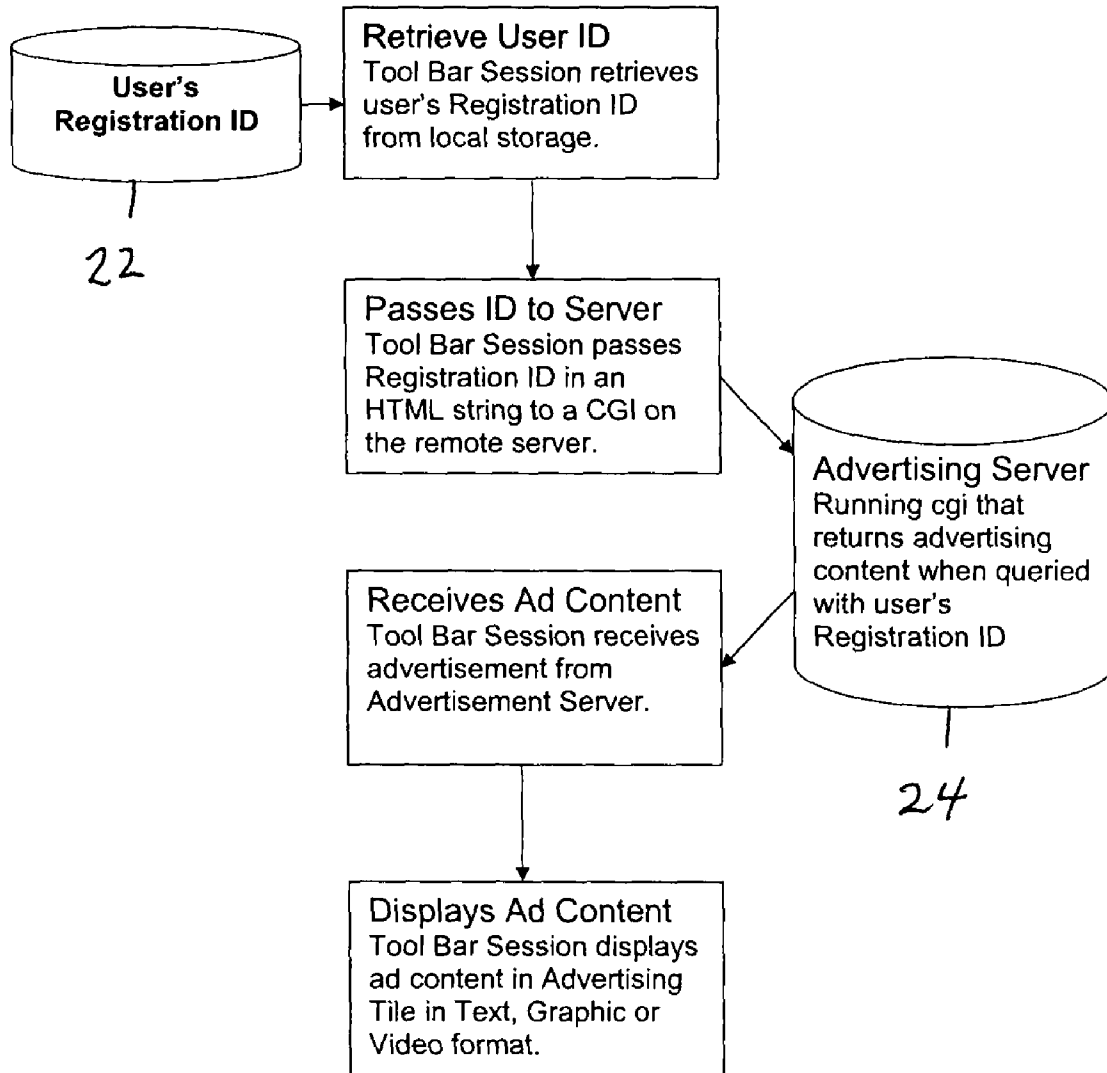 User's
Registration ID
22
Retrieve User ID
Tool Bar Session retrieves
user's Registration ID
from local storage.
Passes ID to Server
Tool Bar Session passes
Registration ID in an
HTML string to a CGI on
the remote server.
Advertising Server
Running cgi that
returns advertising
content when queried
with user's
Registration ID
24
Receives Ad Content
Tool Bar Session receives
advertisement from
Advertisement Server.
Displays Ad Content
Tool Bar Session displays
ad content in Advertising
Tile in Text, Graphic or
Video format.